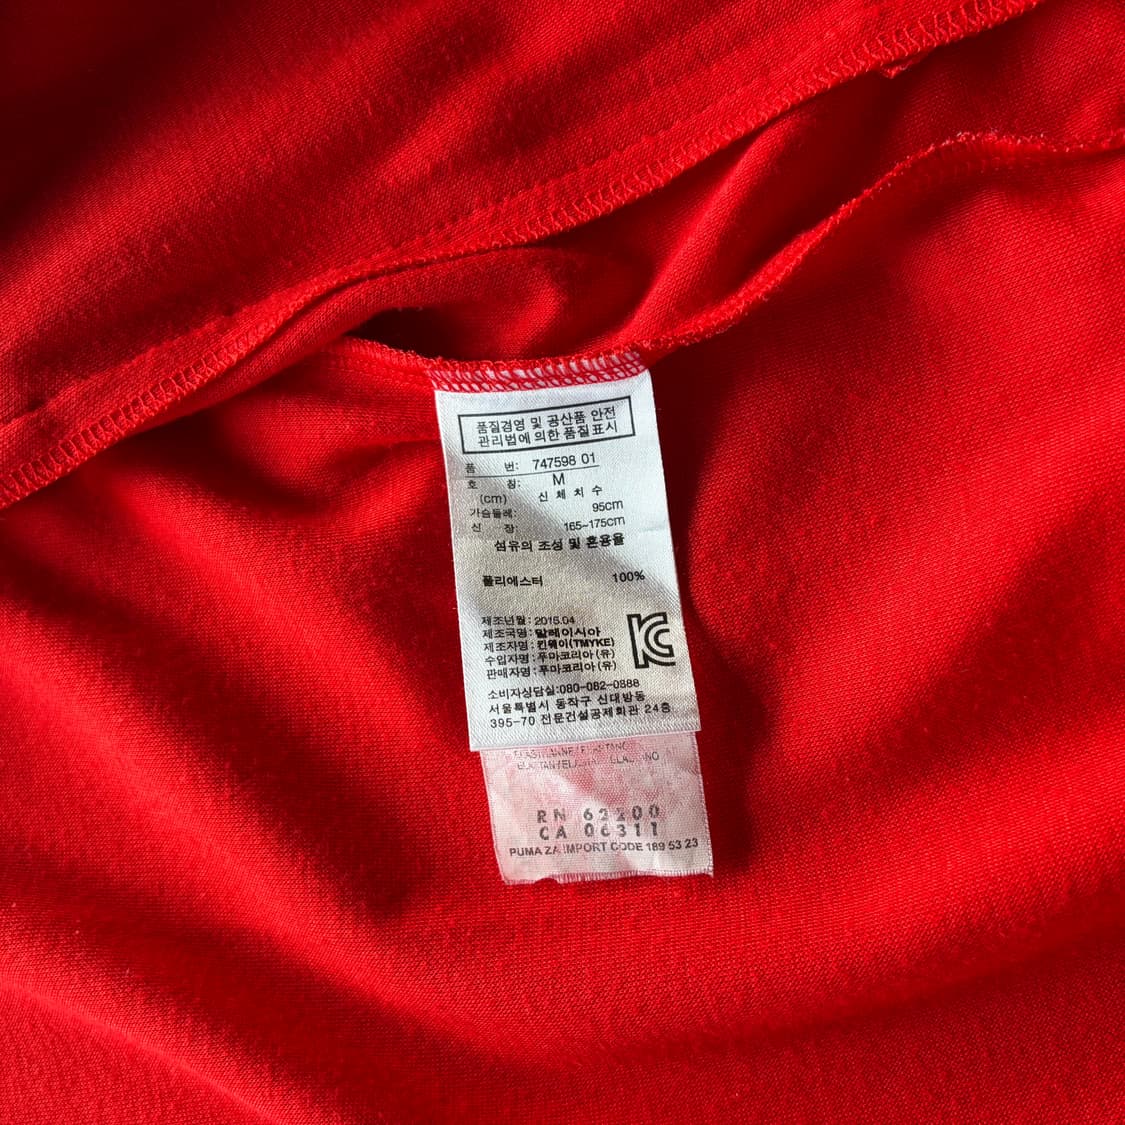 품질경영 및 공산품 안전
관리법에 의한 품질표시
품 번: 747598 01
호 칭: M
(cm) 신 체 치 수
가슴둘레: 95cm
신 장: 165~175cm
섬유의 조성 및 혼용율
폴리에스터 100%
제조년월 : 2015.04
제조국명 : 말레이시아
제조자명 : 킨웨이(TMYKE)
수입자명 : 푸마코리아 (유)
판매자명 : 푸마코리아 (유)
KC
소비자상담실:080-082-0888
서울특별시 동작구 신대방동
395-70 전문건설공제회관 24층
RN 62200
CA 06311
PUMA ZA IMPORT CODE 189 53 23